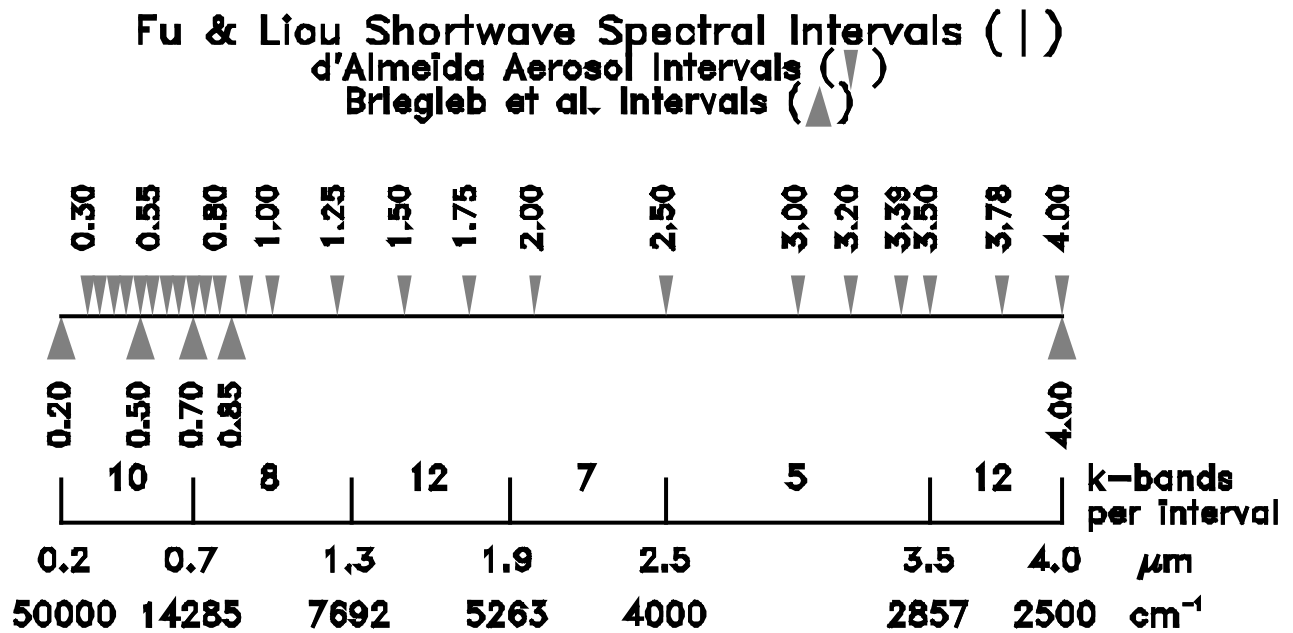 Fu & Liou Shortwave Spectral Intervals ( | )
d'Almeida Aerosol Intervals ( )
Briegleb et al. Intervals ( )
0.30 0.55 0.80 1.00 1.25 1.50 1.75 2.00 2.50 3.00 3.20 3.39 3.50 3.78 4.00
0.20 0.50 0.70 0.85 4.00
10 8 12 7 5 12 k-bands
per interval
0.2 0.7 1.3 1.9 2.5 3.5 4.0 μm
50000 14285 7692 5263 4000 2857 2500 cm⁻¹